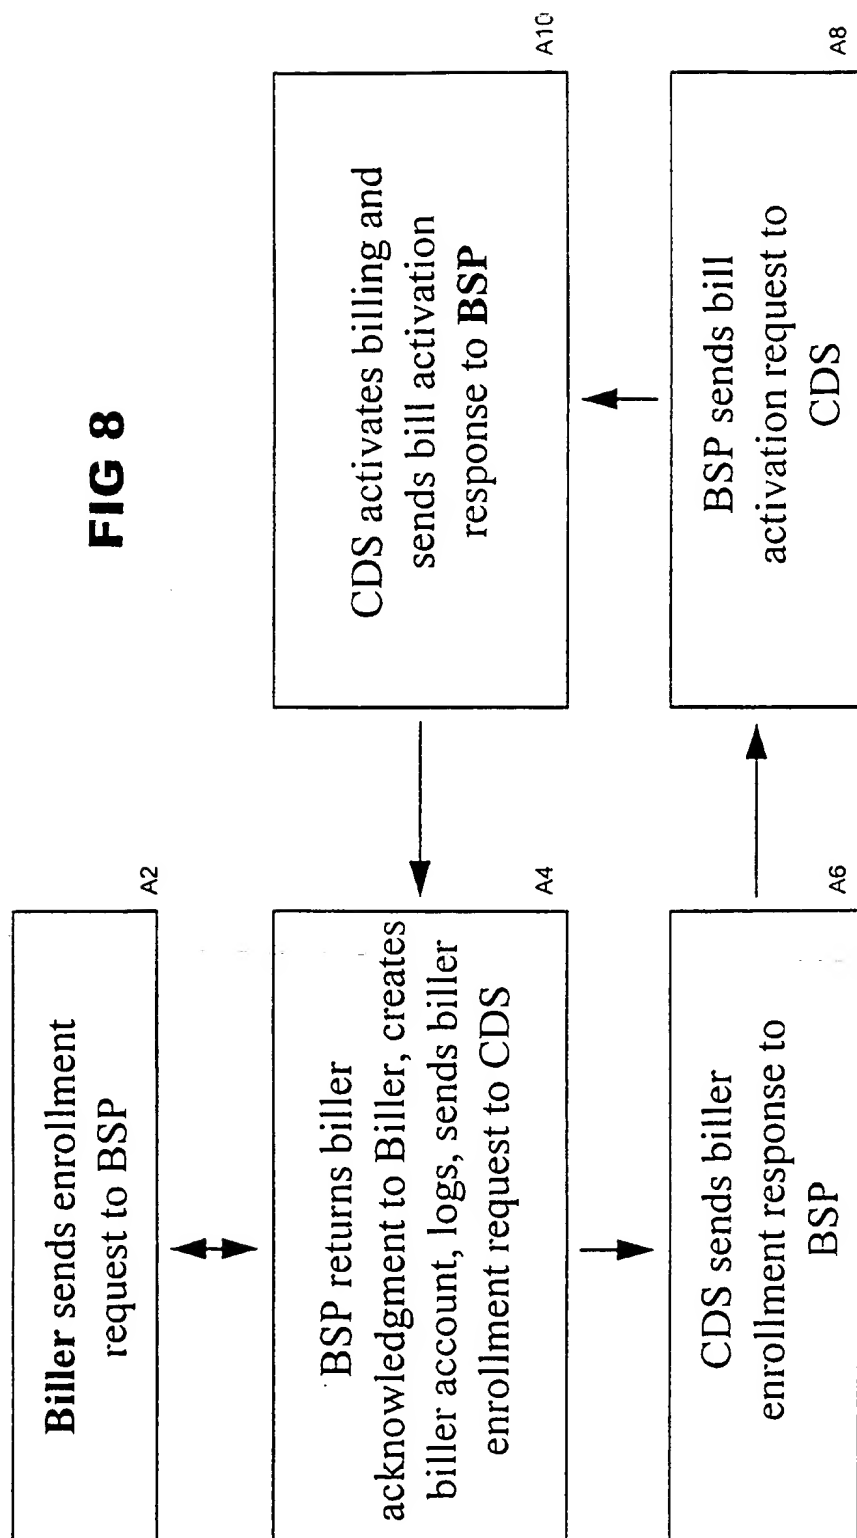 FIG 8
Biller sends enrollment
request to BSP
A2
BSP returns biller
acknowledgment to Biller, creates
biller account, logs, sends biller
enrollment request to CDS
A4
CDS sends biller
enrollment response to
BSP
A6
BSP sends bill
activation request to
CDS
A8
CDS activates billing and
sends bill activation
response to BSP
A10